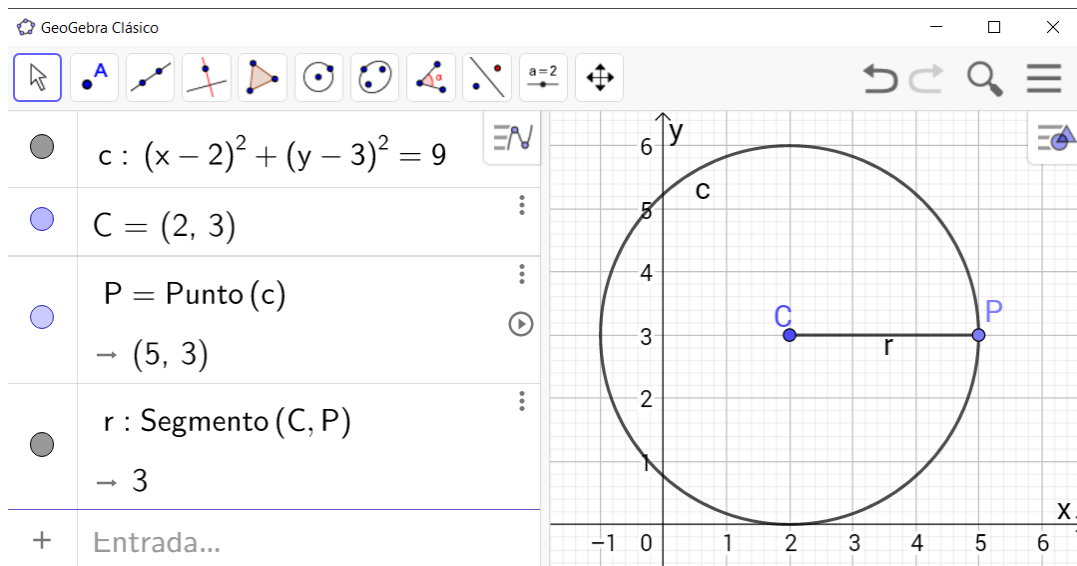 GeoGebra Clásico
A
α
a=2
c : (x − 2)² + (y − 3)² = 9
C = (2, 3)
P = Punto (c)
→ (5, 3)
r : Segmento (C, P)
→ 3
+ Entrada...
y
6
c
5
4
C
P
3
r
2
1
x
−1 0 1 2 3 4 5 6